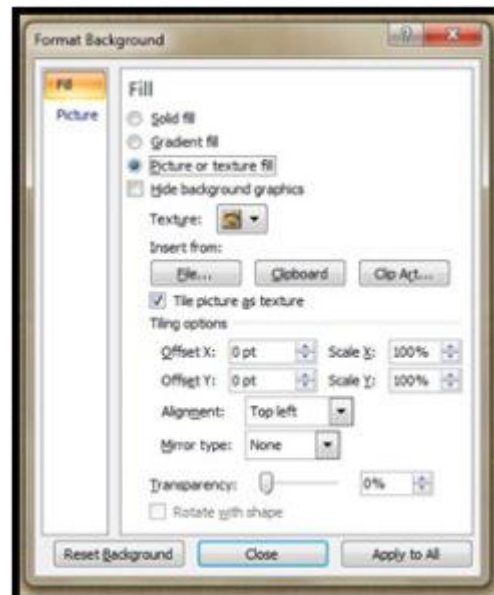 Format Background
Fill
Picture
Fill
Solid fill
Gradient fill
Picture or texture fill
Hide background graphics
Texture:
Insert from:
File... Clipboard Clip Art...
Tile picture as texture
Tiling options
Offset X: 0 pt Scale X: 100%
Offset Y: 0 pt Scale Y: 100%
Alignment: Top left
Mirror type: None
Transparency: 0%
Rotate with shape
Reset Background Close Apply to All